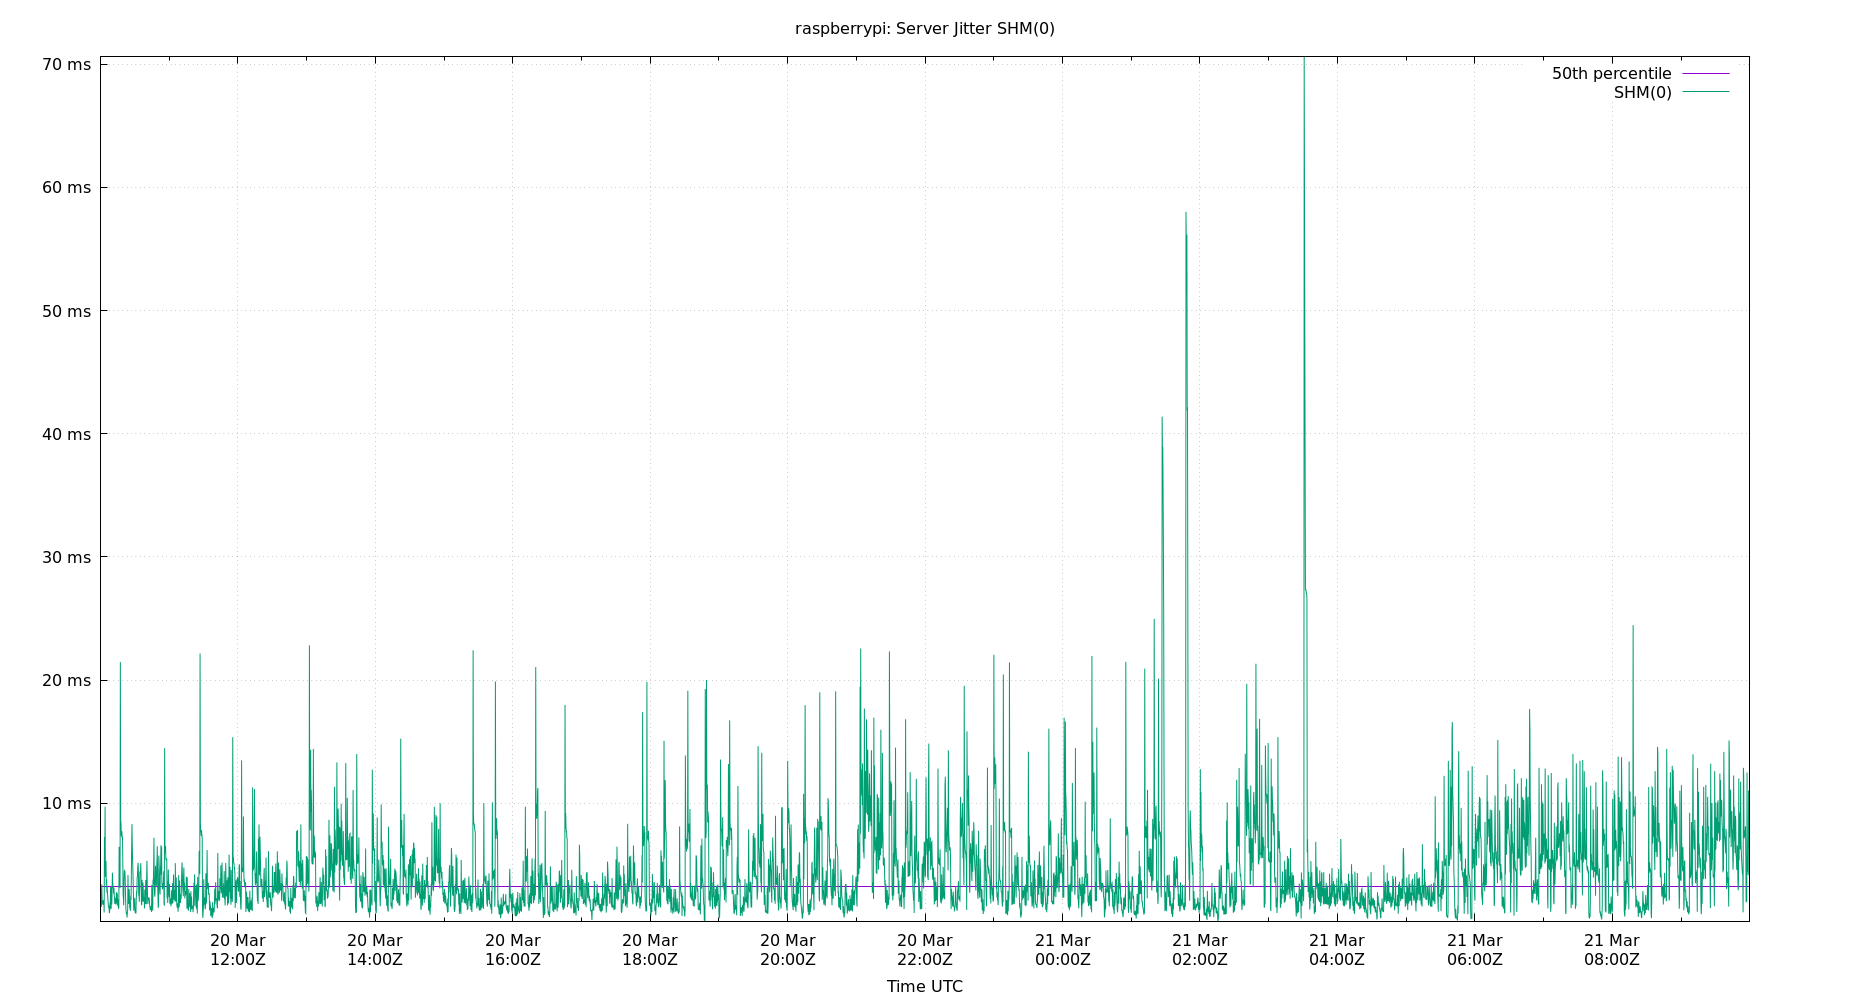 raspberrypi: Server Jitter SHM(0)
70 ms
60 ms
50 ms
40 ms
30 ms
20 ms
10 ms
50th percentile
SHM(0)
20 Mar 20 Mar 20 Mar 20 Mar 20 Mar 20 Mar 21 Mar 21 Mar 21 Mar 21 Mar 21 Mar
12:00Z 14:00Z 16:00Z 18:00Z 20:00Z 22:00Z 00:00Z 02:00Z 04:00Z 06:00Z 08:00Z
Time UTC